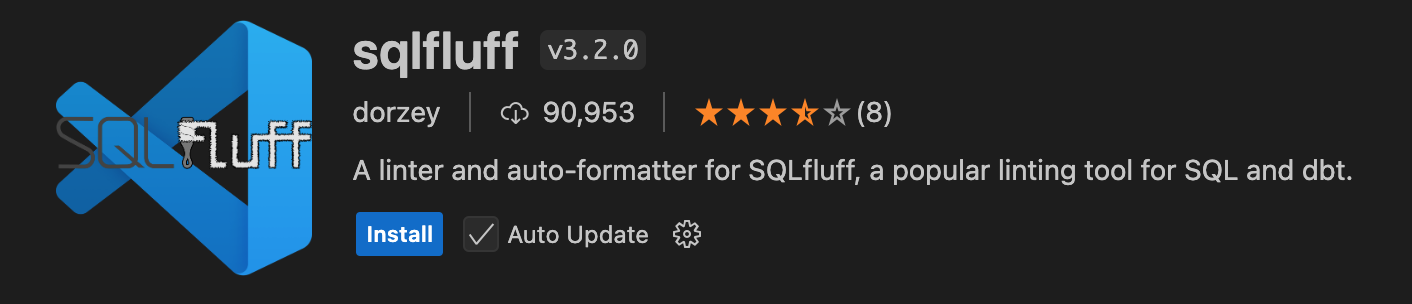 sqlfluff v3.2.0
dorzey 90,953 (8)
SQLfluff
A linter and auto-formatter for SQLfluff, a popular linting tool for SQL and dbt.
Install Auto Update